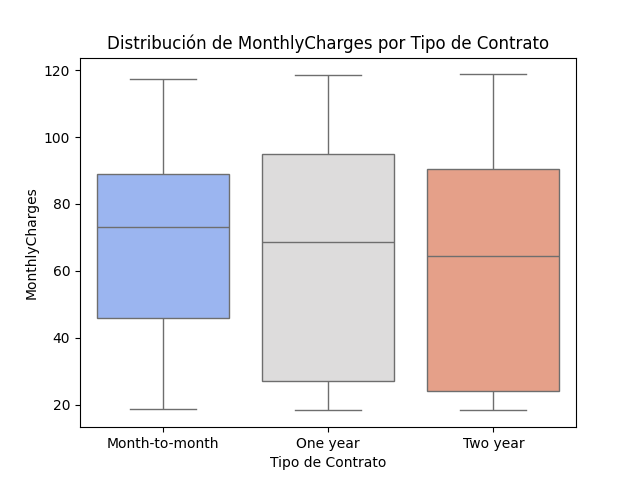 Distribución de MonthlyCharges por Tipo de Contrato
120
100
80
60
40
20
MonthlyCharges
Month-to-month
One year
Two year
Tipo de Contrato